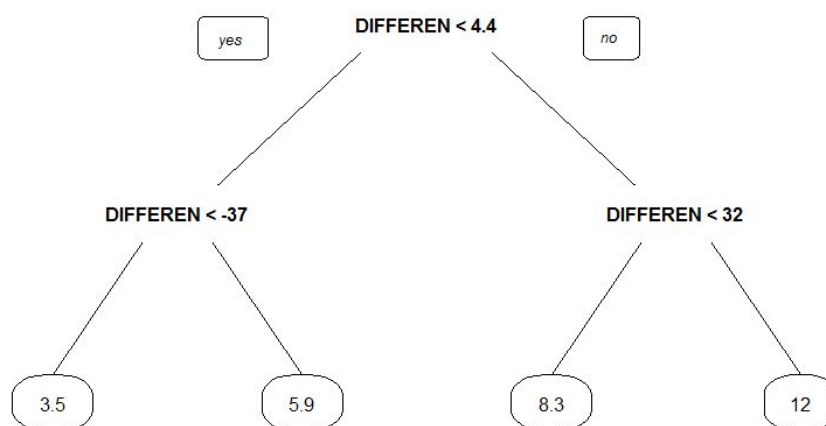 DIFFEREN < 4.4
yes
no
DIFFEREN < -37
DIFFEREN < 32
3.5
5.9
8.3
12